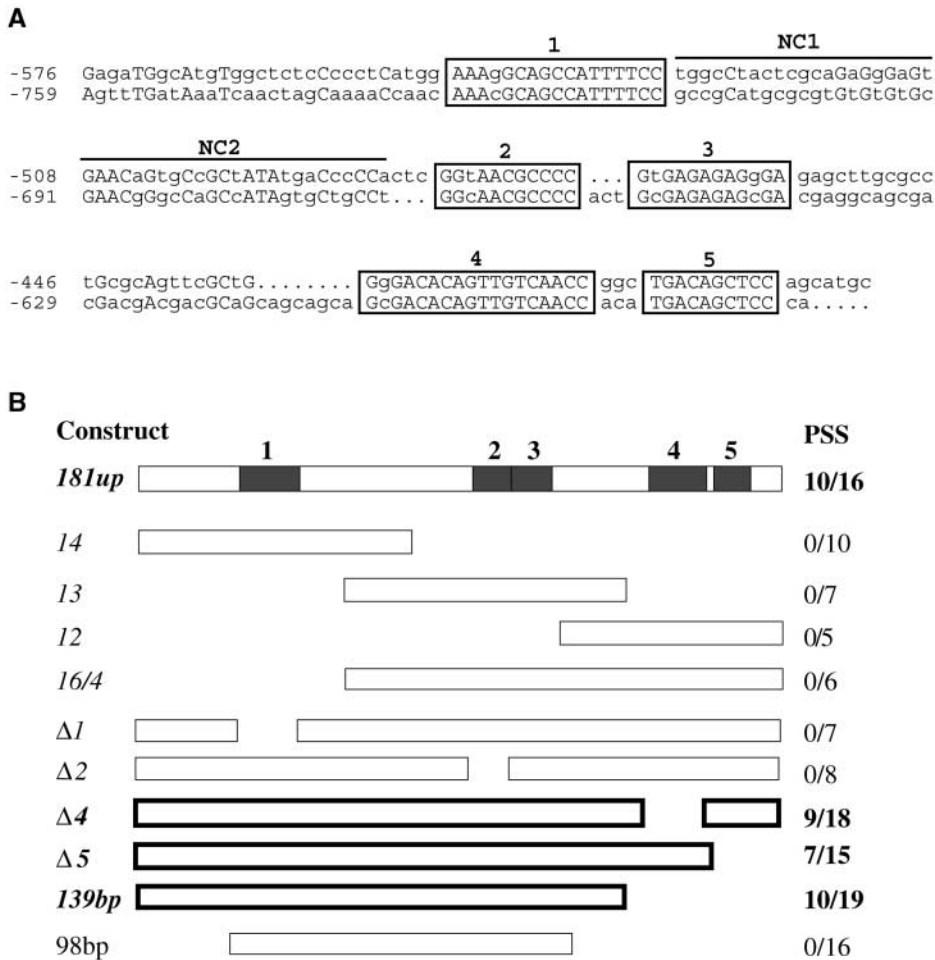 A
1 NC1
-576 GagaTGgcAtgTggctctcCcccctCatgg AAAgGCAGCCATTTTCC tggcCtactcgcaGaGgGaGt
-759 AgttTGatAaaTcaactagCaaaaCcaac AAAcGCAGCCATTTTCC gccgCatgcgcgtGtGtGtGc
NC2 2 3
-508 GAACaGtgCcGCtATAtgaCccCCactc GGtAACGCCCC ... GtGAGAGAGgGA gagcttgcgcc
-691 GAACgGgcCagCcATAgtgCtgCCt... GGcAACGCCCC act GcGAGAGAGcGA cgaggcagcga
4 5
-446 tGcgcAgttcGCtG........ GgGACACAGTTGTCAACC ggc TGACAGCTCC agcatgc
-629 cGacgAcgacGCaGcagcagca GcGACACAGTTGTCAACC aca TGACAGCTCC ca.....
B
Construct PSS
1 2 3 4 5
181up 10/16
14 0/10
13 0/7
12 0/5
16/4 0/6
Δ1 0/7
Δ2 0/8
Δ4 9/18
Δ5 7/15
139bp 10/19
98bp 0/16